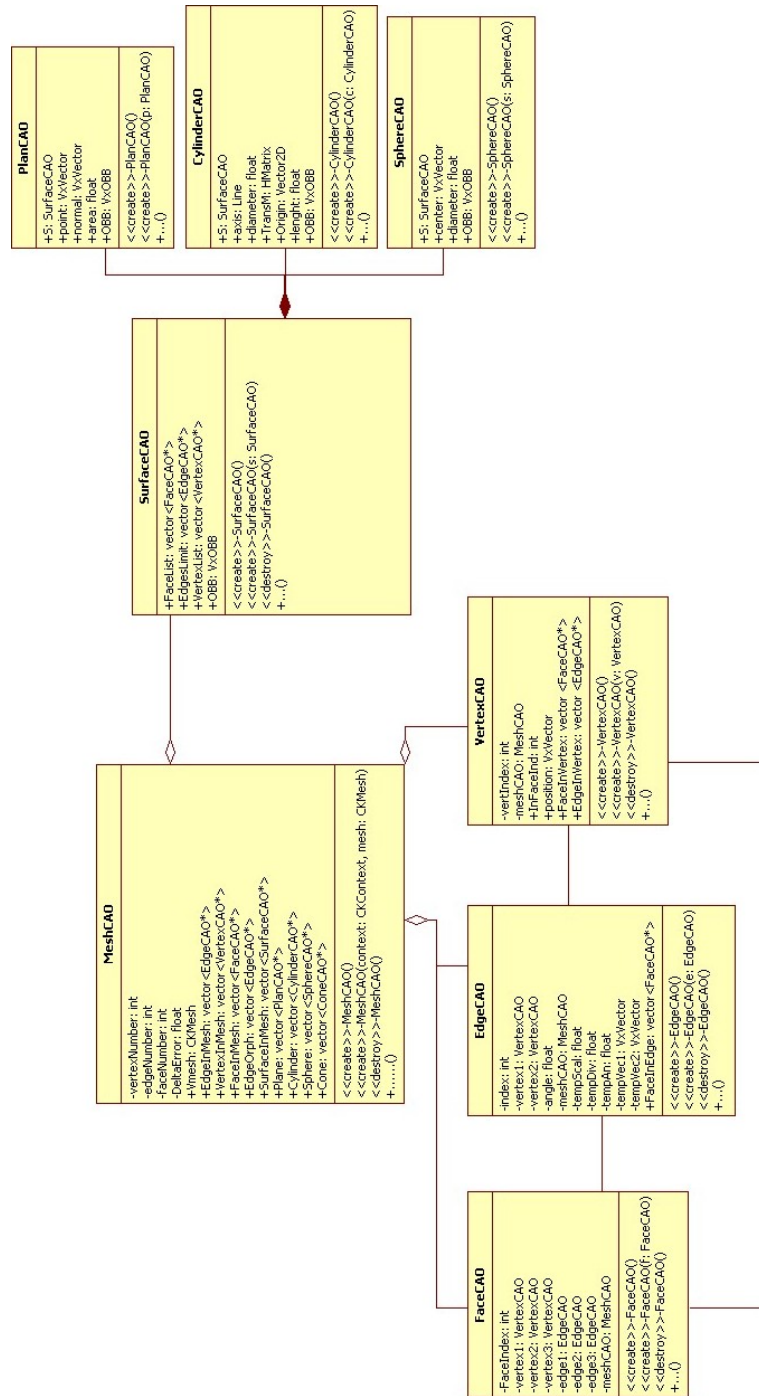 PlanCAO
+S: SurfaceCAO
+point: VxVector
+normal: VxVector
+area: float
+OBB: VxOBB
<<create>>-PlanCAO()
<<create>>-PlanCAO(p: PlanCAO)
+...()
CylinderCAO
+S: SurfaceCAO
+axis: Line
+diameter: float
+TransM: HMatrix
+Origin: Vector2D
+lenght: float
+OBB: VxOBB
<<create>>-CylinderCAO()
<<create>>-CylinderCAO(c: CylinderCAO)
+...()
SphereCAO
+S: SurfaceCAO
+center: VxVector
+diameter: float
+OBB: VxOBB
<<create>>-SphereCAO()
<<create>>-SphereCAO(s: SphereCAO)
+...()
SurfaceCAO
+FaceList: vector<FaceCAO*>
+EdgesLimit: vector<EdgeCAO*>
+VertexList: vector<VertexCAO*>
+OBB: VxOBB
<<create>>-SurfaceCAO()
<<create>>-SurfaceCAO(s: SurfaceCAO)
<<destroy>>-SurfaceCAO()
+...()
MeshCAO
-vertexNumber: int
-edgeNumber: int
-faceNumber: int
-DeltaError: float
+Vmesh: CKMesh
+EdgeInMesh: vector<EdgeCAO*>
+VertexInMesh: vector<VertexCAO*>
+FaceInMesh: vector<FaceCAO*>
+EdgeOrph: vector<EdgeCAO*>
+SurfaceInMesh: vector<SurfaceCAO*>
+Plane: vector<PlanCAO*>
+Cylinder: vector<CylinderCAO*>
+Sphere: vector<SphereCAO*>
+Cone: vector<ConeCAO*>
<<create>>-MeshCAO()
<<create>>-MeshCAO(context: CKContext, mesh: CKMesh)
<<destroy>>-MeshCAO()
+......()
VertexCAO
-vertIndex: int
-meshCAO: MeshCAO
+InFaceInd: int
+position: VxVector
+FaceInVertex: vector <FaceCAO*>
+EdgeInVertex: vector <EdgeCAO*>
<<create>>-VertexCAO()
<<create>>-VertexCAO(v: VertexCAO)
<<destroy>>-VertexCAO()
+...()
EdgeCAO
-index: int
-vertex1: VertexCAO
-vertex2: VertexCAO
-angle: float
-meshCAO: MeshCAO
-tempScal: float
-tempDiv: float
-tempAn: float
-tempVec1: VxVector
-tempVec2: VxVector
+FaceInEdge: vector <FaceCAO*>
<<create>>-EdgeCAO()
<<create>>-EdgeCAO(e: EdgeCAO)
<<destroy>>-EdgeCAO()
+...()
FaceCAO
-FaceIndex: int
-vertex1: VertexCAO
-vertex2: VertexCAO
-vertex3: VertexCAO
-edge1: EdgeCAO
-edge2: EdgeCAO
-edge3: EdgeCAO
-meshCAO: MeshCAO
<<create>>-FaceCAO()
<<create>>-FaceCAO(f: FaceCAO)
<<destroy>>-FaceCAO()
+...()